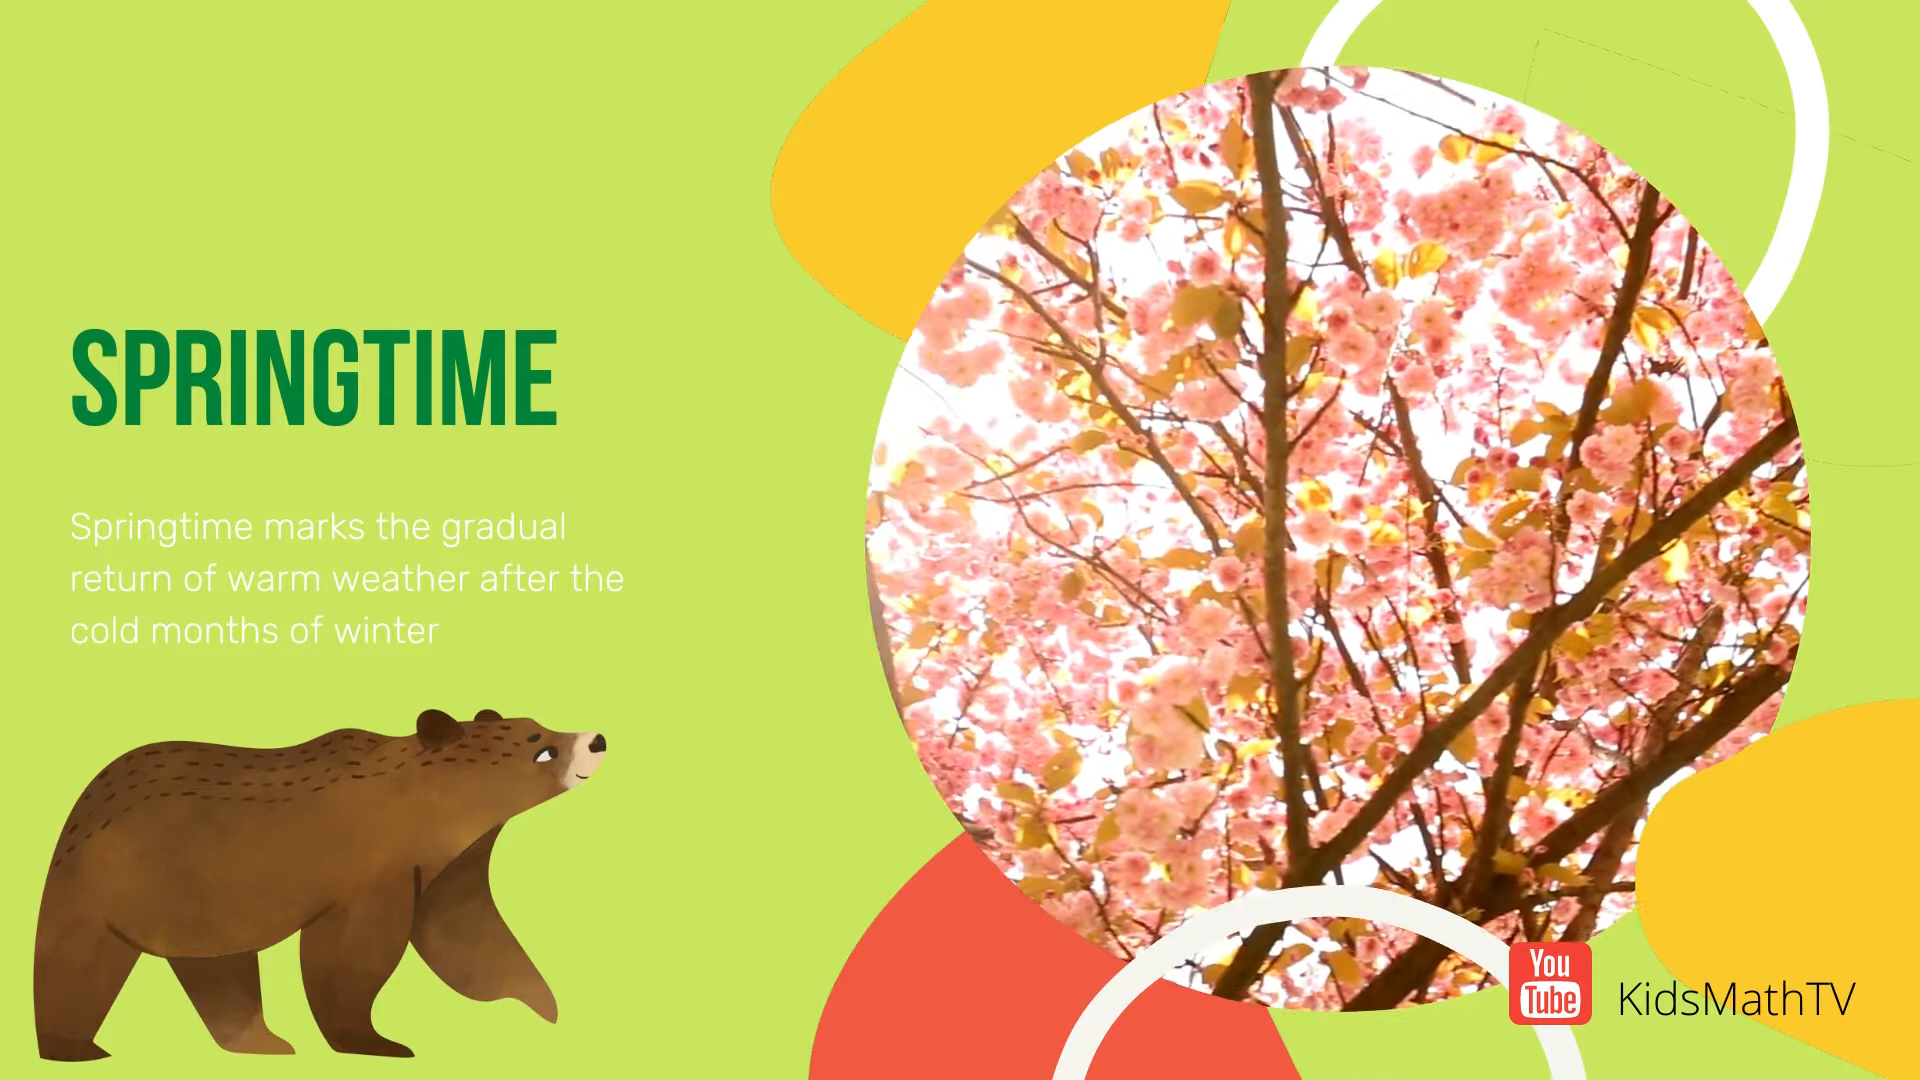 SPRINGTIME
Springtime marks the gradual
return of warm weather after the
cold months of winter
You
Tube
KidsMathTV